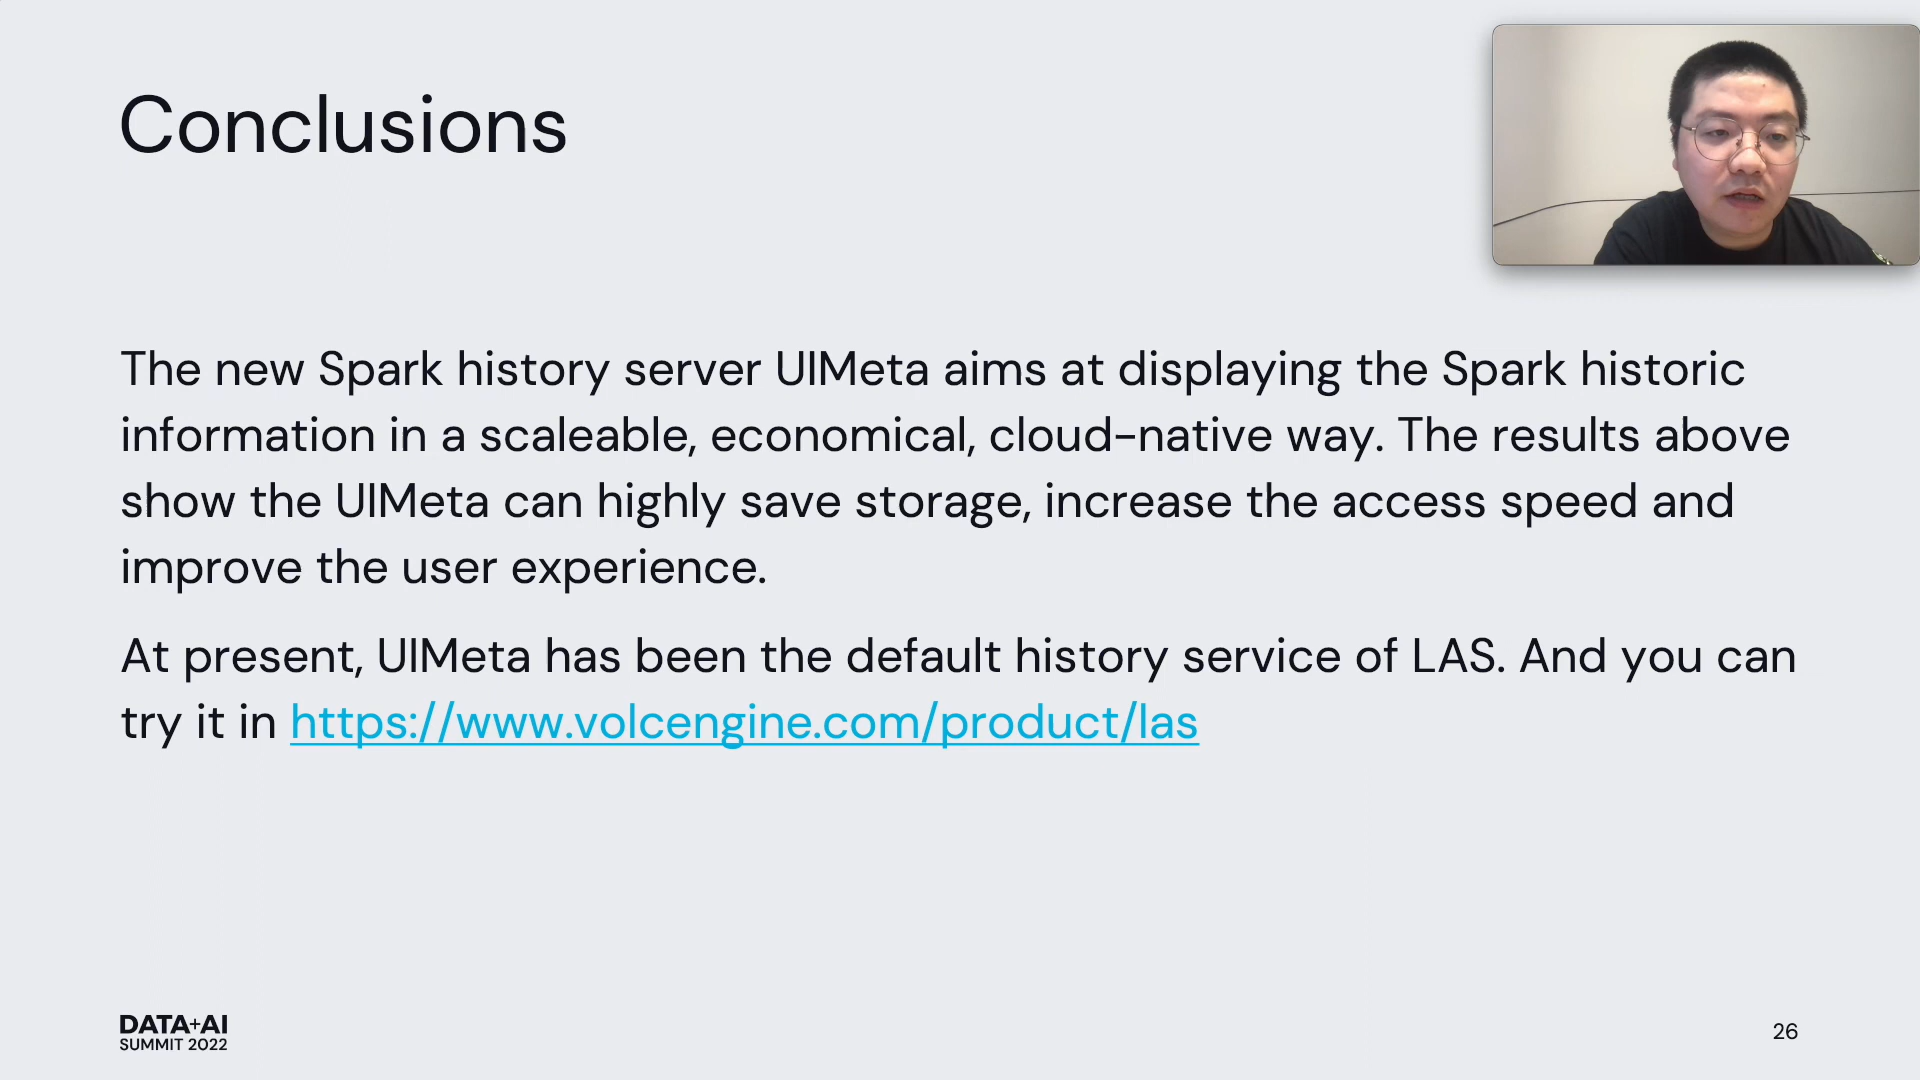 Conclusions
The new Spark history server UIMeta aims at displaying the Spark historic
information in a scaleable, economical, cloud-native way. The results above
show the UIMeta can highly save storage, increase the access speed and
improve the user experience.
At present, UIMeta has been the default history service of LAS. And you can
try it in https://www.volcengine.com/product/las
DATA+AI
SUMMIT 2022
26